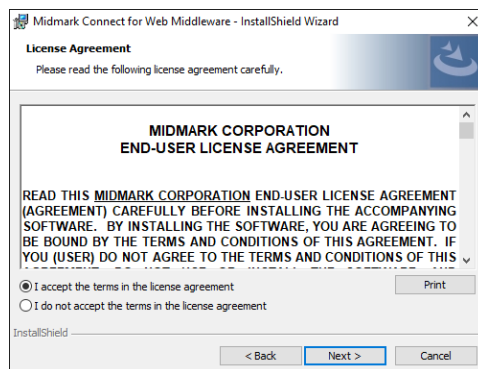 Midmark Connect for Web Middleware - InstallShield Wizard
License Agreement
Please read the following license agreement carefully.
MIDMARK CORPORATION
END-USER LICENSE AGREEMENT
READ THIS MIDMARK CORPORATION END-USER LICENSE AGREEMENT
(AGREEMENT) CAREFULLY BEFORE INSTALLING THE ACCOMPANYING
SOFTWARE. BY INSTALLING THE SOFTWARE, YOU ARE AGREEING TO
BE BOUND BY THE TERMS AND CONDITIONS OF THIS AGREEMENT. IF
YOU (USER) DO NOT AGREE TO THE TERMS AND CONDITIONS OF THIS
I accept the terms in the license agreement
Print
I do not accept the terms in the license agreement
InstallShield
< Back
Next >
Cancel